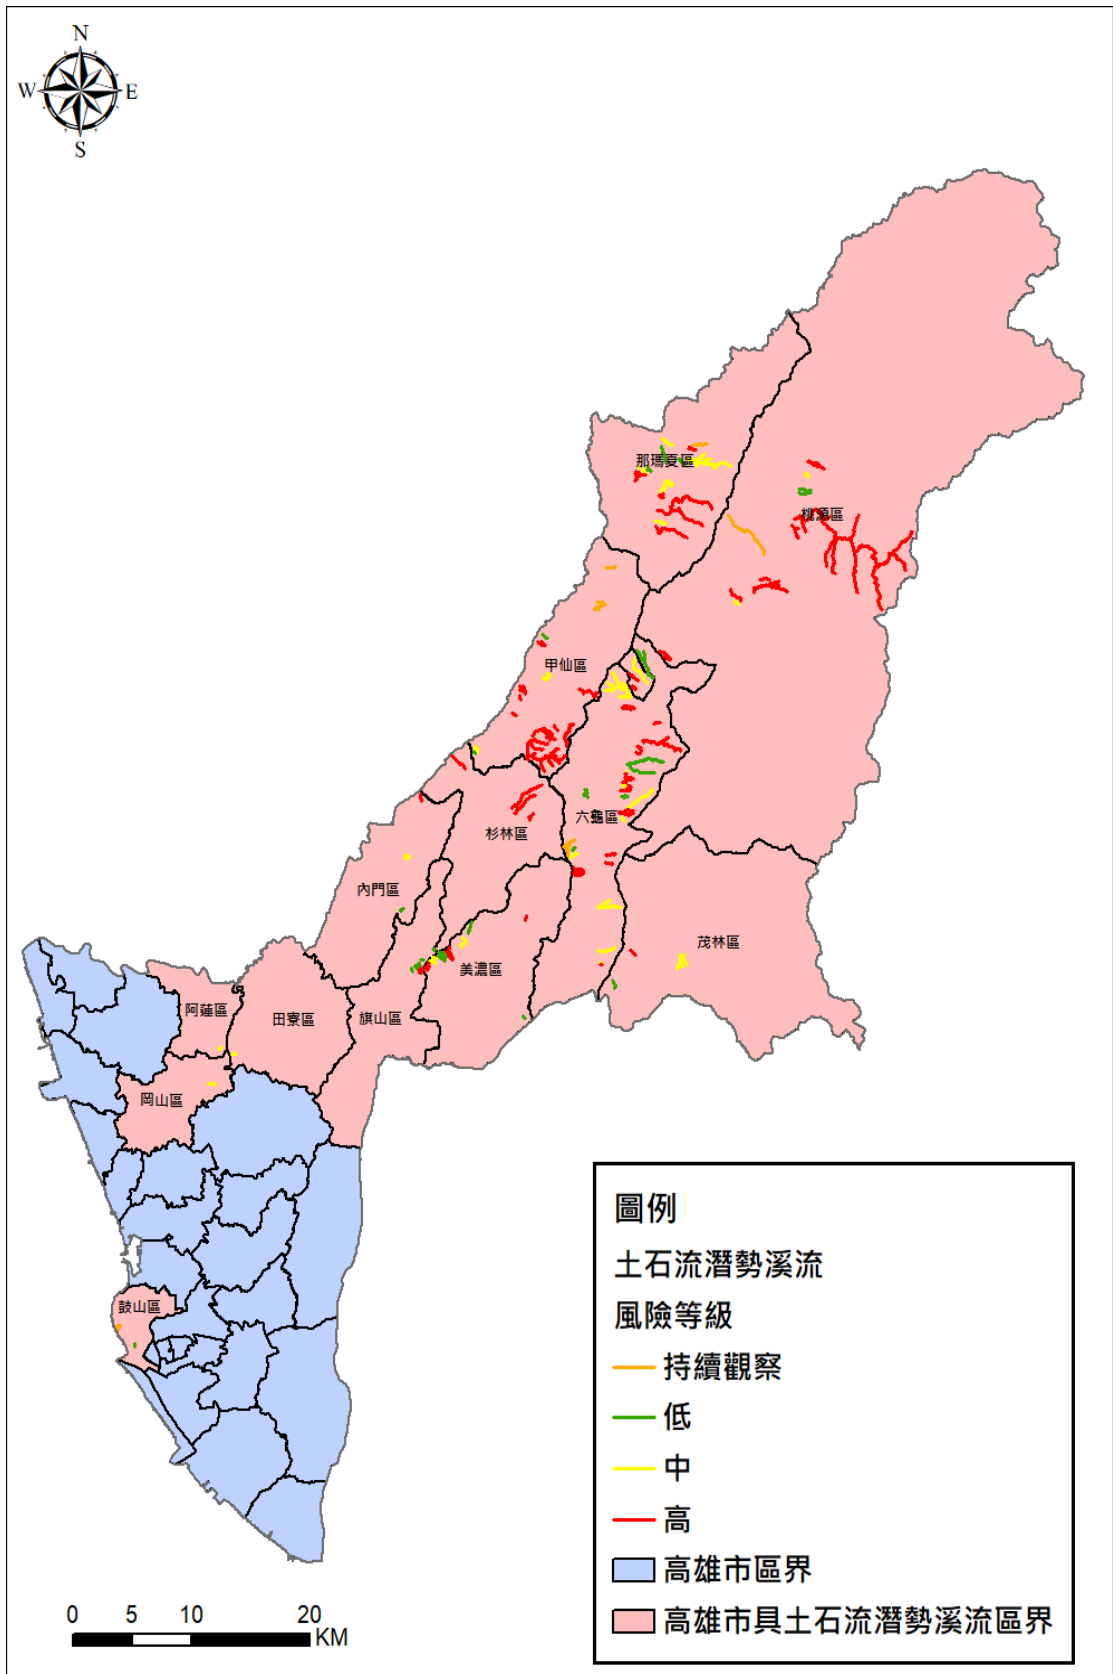 N
W E
S
那瑪夏區
桃源區
甲仙區
六龜區
杉林區
內門區
茂林區
美濃區
阿蓮區
田寮區
旗山區
岡山區
鼓山區
圖例
土石流潛勢溪流
風險等級
持續觀察
低
中
高
高雄市區界
高雄市具土石流潛勢溪流區界
0 5 10 20
KM